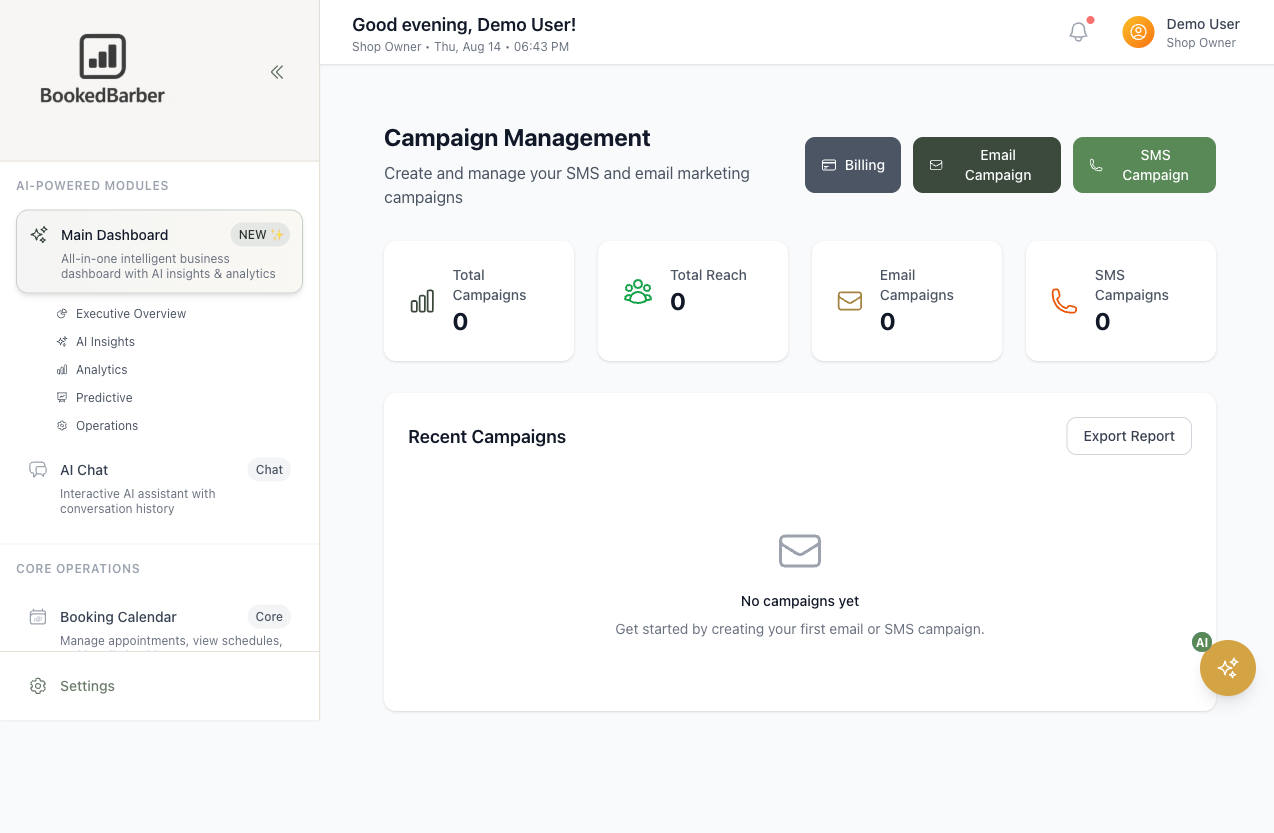 BookedBarber
AI-POWERED MODULES
Main Dashboard
NEW ✨
All-in-one intelligent business
dashboard with AI insights & analytics
Executive Overview
AI Insights
Analytics
Predictive
Operations
AI Chat
Chat
Interactive AI assistant with
conversation history
CORE OPERATIONS
Booking Calendar
Core
Manage appointments, view schedules,
Settings
Good evening, Demo User!
Shop Owner • Thu, Aug 14 • 06:43 PM
Demo User
Shop Owner
Campaign Management
Create and manage your SMS and email marketing
campaigns
Billing
Email
Campaign
SMS
Campaign
Total
Campaigns
0
Total Reach
0
Email
Campaigns
0
SMS
Campaigns
0
Recent Campaigns
Export Report
No campaigns yet
Get started by creating your first email or SMS campaign.
AI